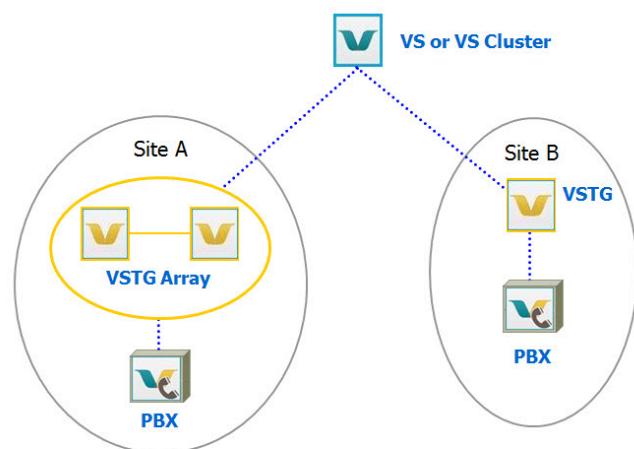 VS or VS Cluster
Site A
Site B
VSTG
VSTG Array
PBX
PBX